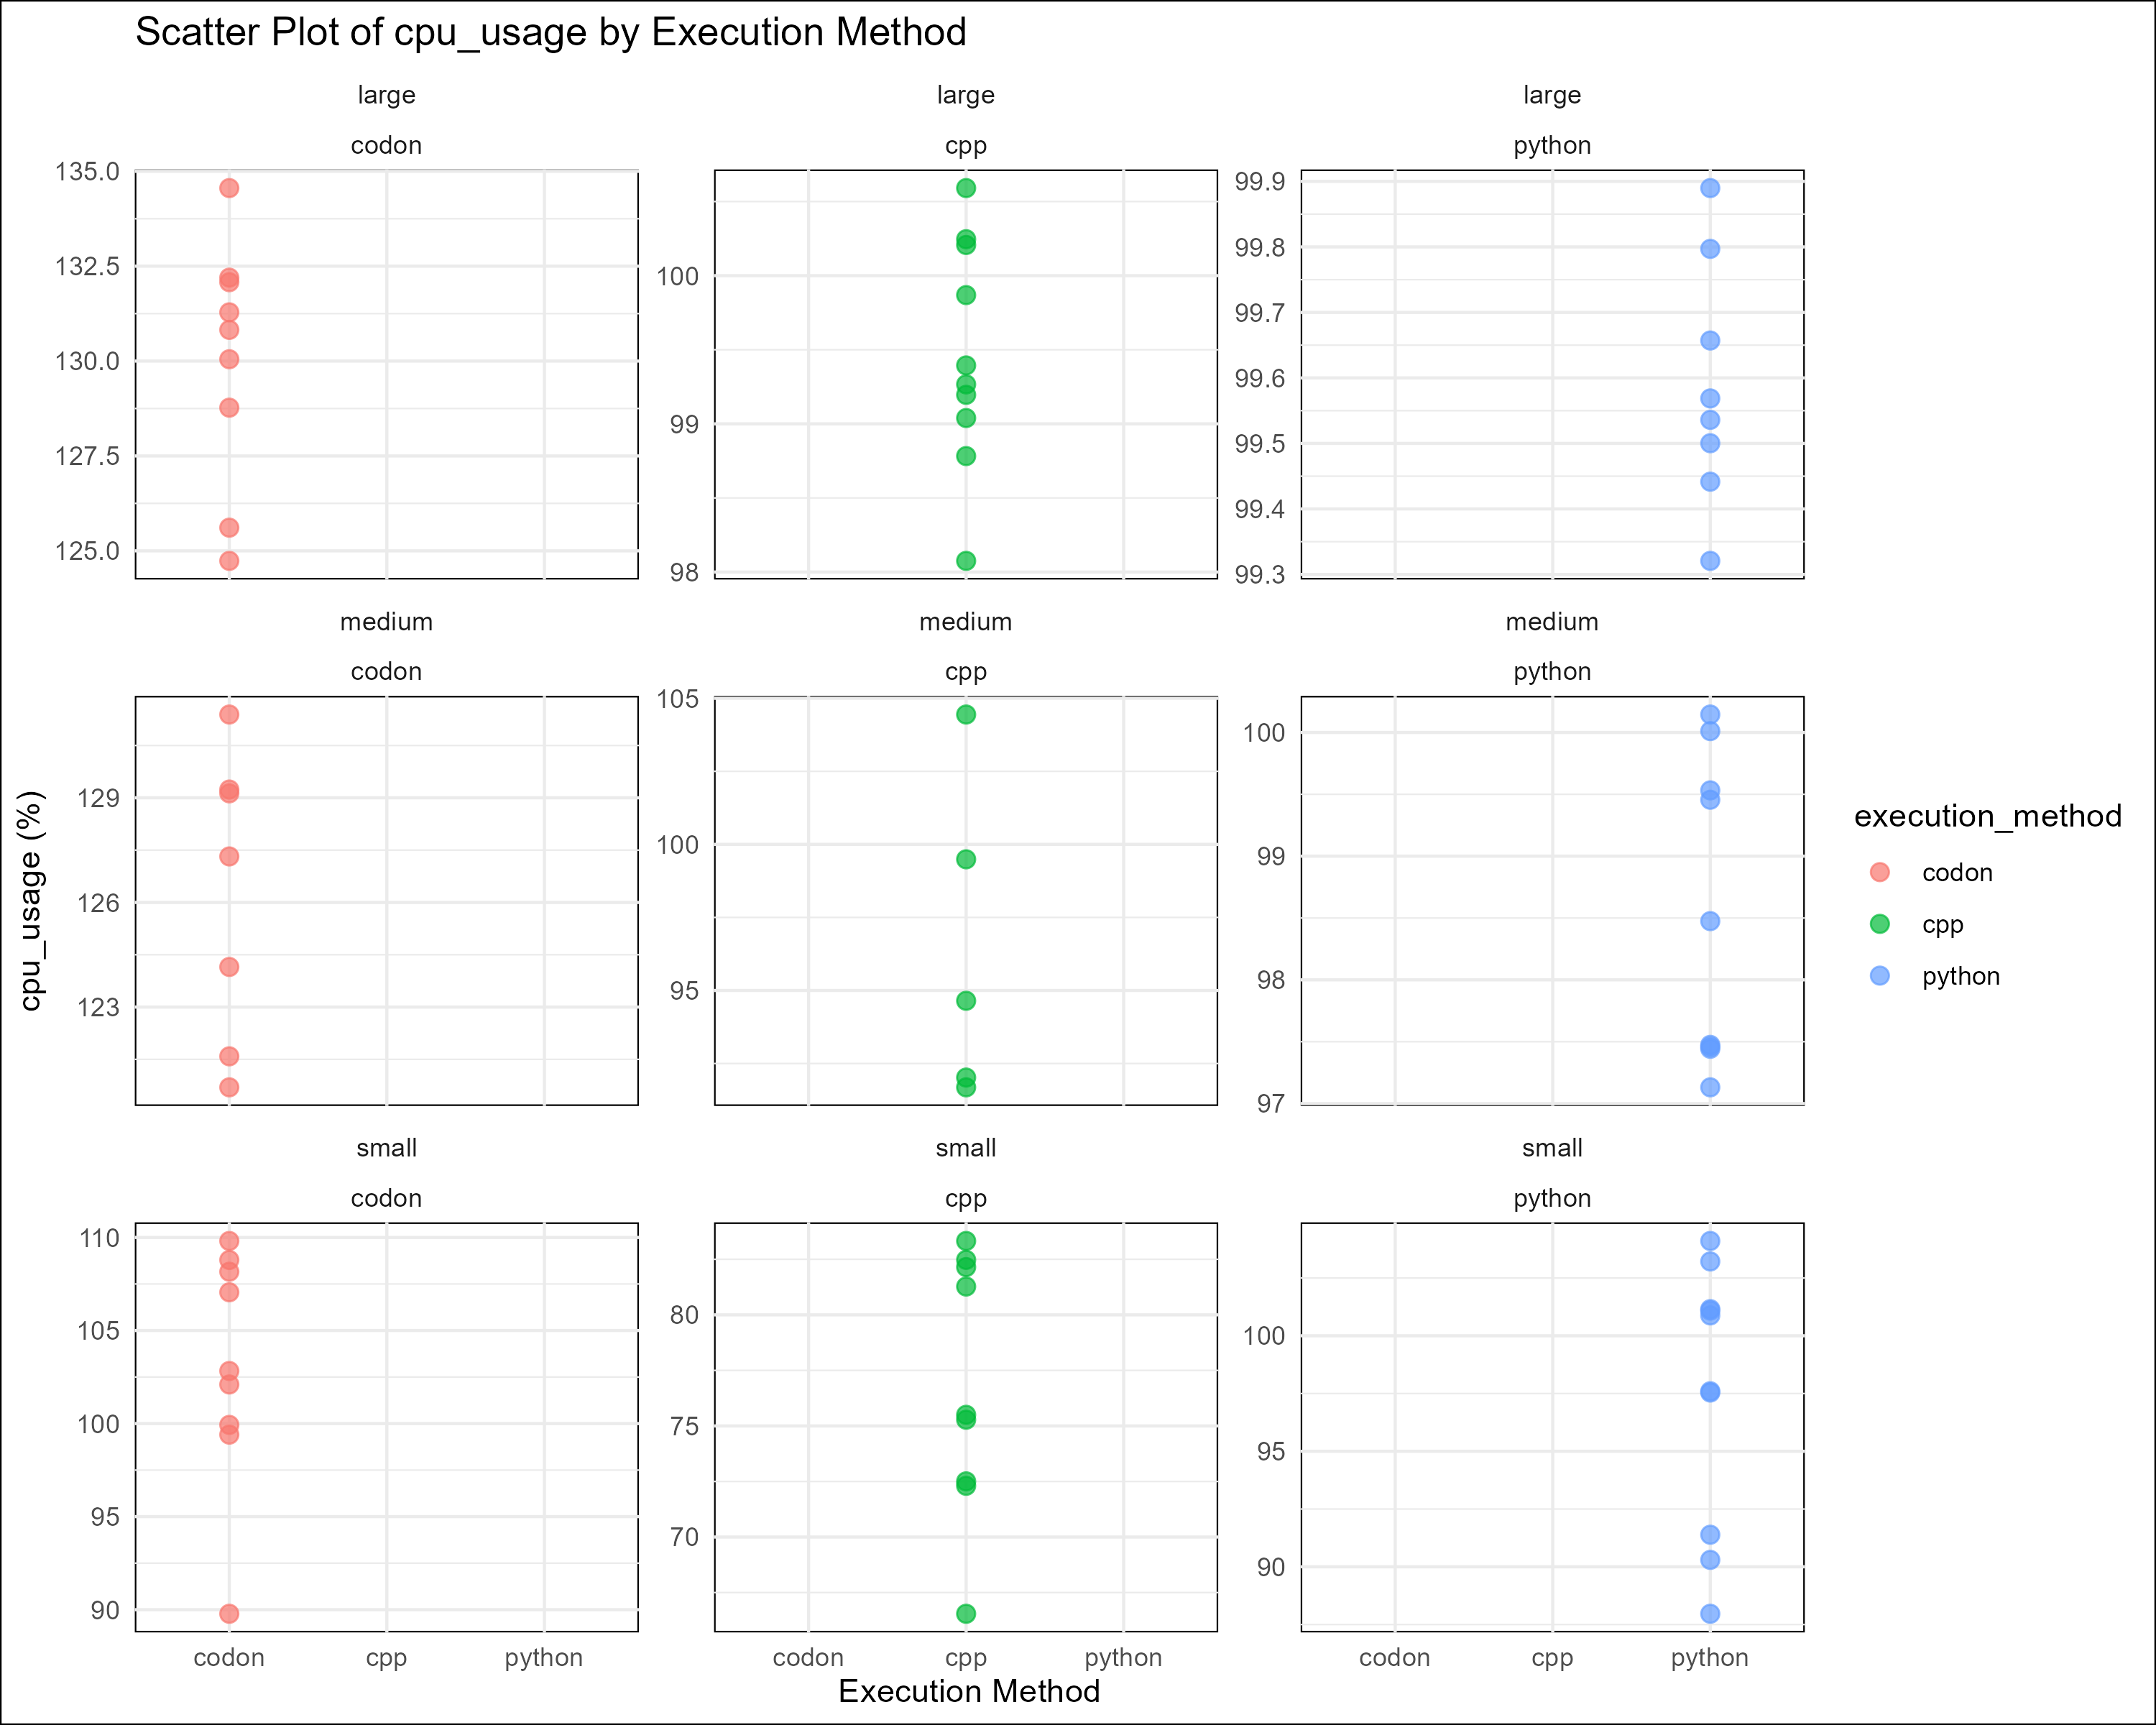 Scatter Plot of cpu_usage by Execution Method
large
large
large
codon
cpp
python
135.0
132.5
130.0
127.5
125.0
100
99
98
99.9
99.8
99.7
99.6
99.5
99.4
99.3
medium
medium
medium
codon
cpp
python
129
126
123
105
100
95
100
99
98
97
small
small
small
codon
cpp
python
110
105
100
95
90
80
75
70
100
95
90
codon cpp python
codon cpp python
codon cpp python
Execution Method
cpu_usage (%)
execution_method
codon
cpp
python